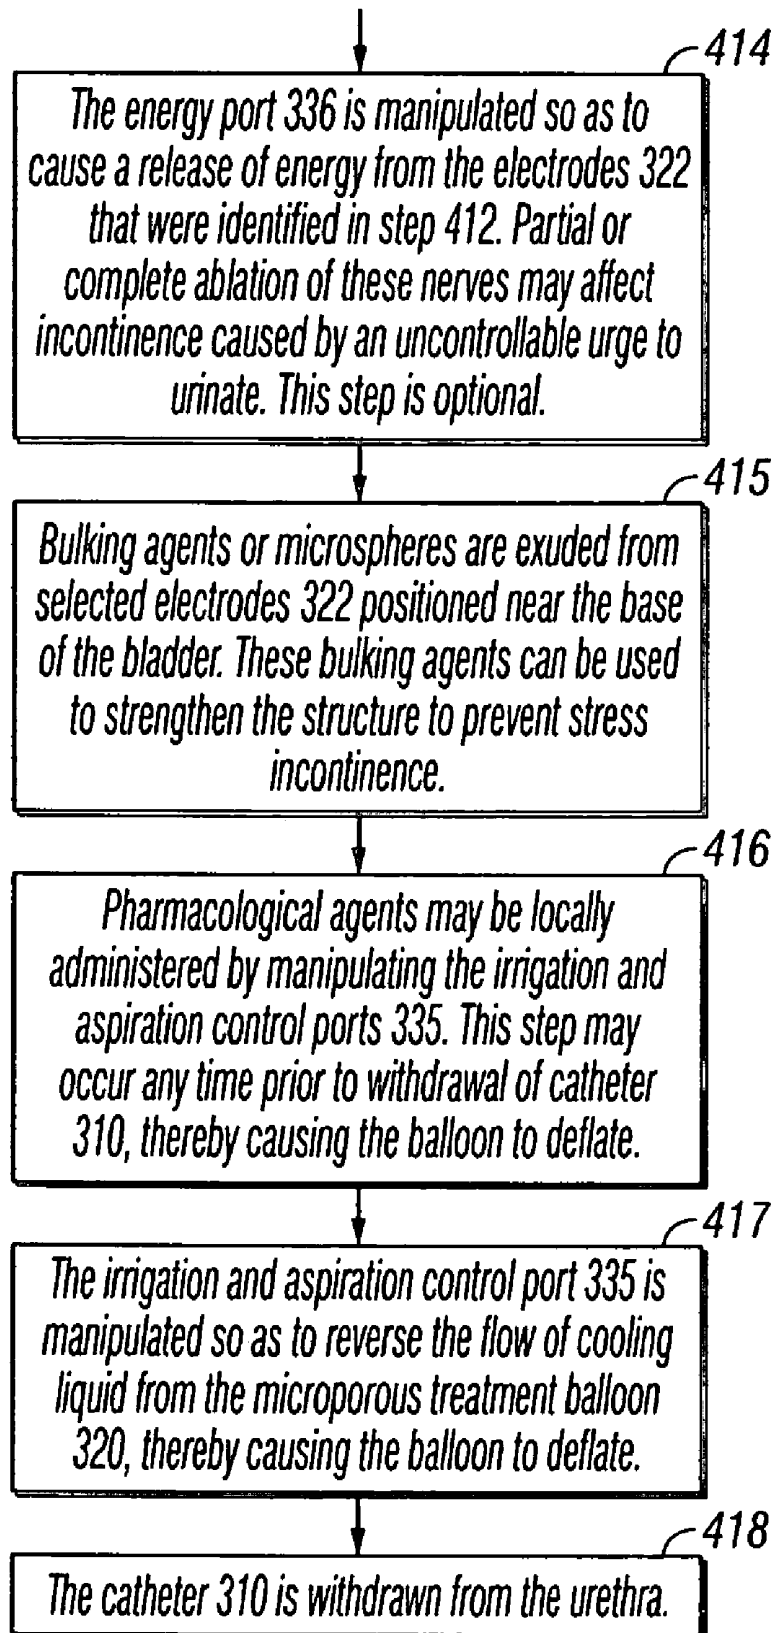 414
The energy port 336 is manipulated so as to
cause a release of energy from the electrodes 322
that were identified in step 412. Partial or
complete ablation of these nerves may affect
incontinence caused by an uncontrollable urge to
urinate. This step is optional.
415
Bulking agents or microspheres are exuded from
selected electrodes 322 positioned near the base
of the bladder. These bulking agents can be used
to strengthen the structure to prevent stress
incontinence.
416
Pharmacological agents may be locally
administered by manipulating the irrigation and
aspiration control ports 335. This step may
occur any time prior to withdrawal of catheter
310, thereby causing the balloon to deflate.
417
The irrigation and aspiration control port 335 is
manipulated so as to reverse the flow of cooling
liquid from the microporous treatment balloon
320, thereby causing the balloon to deflate.
418
The catheter 310 is withdrawn from the urethra.